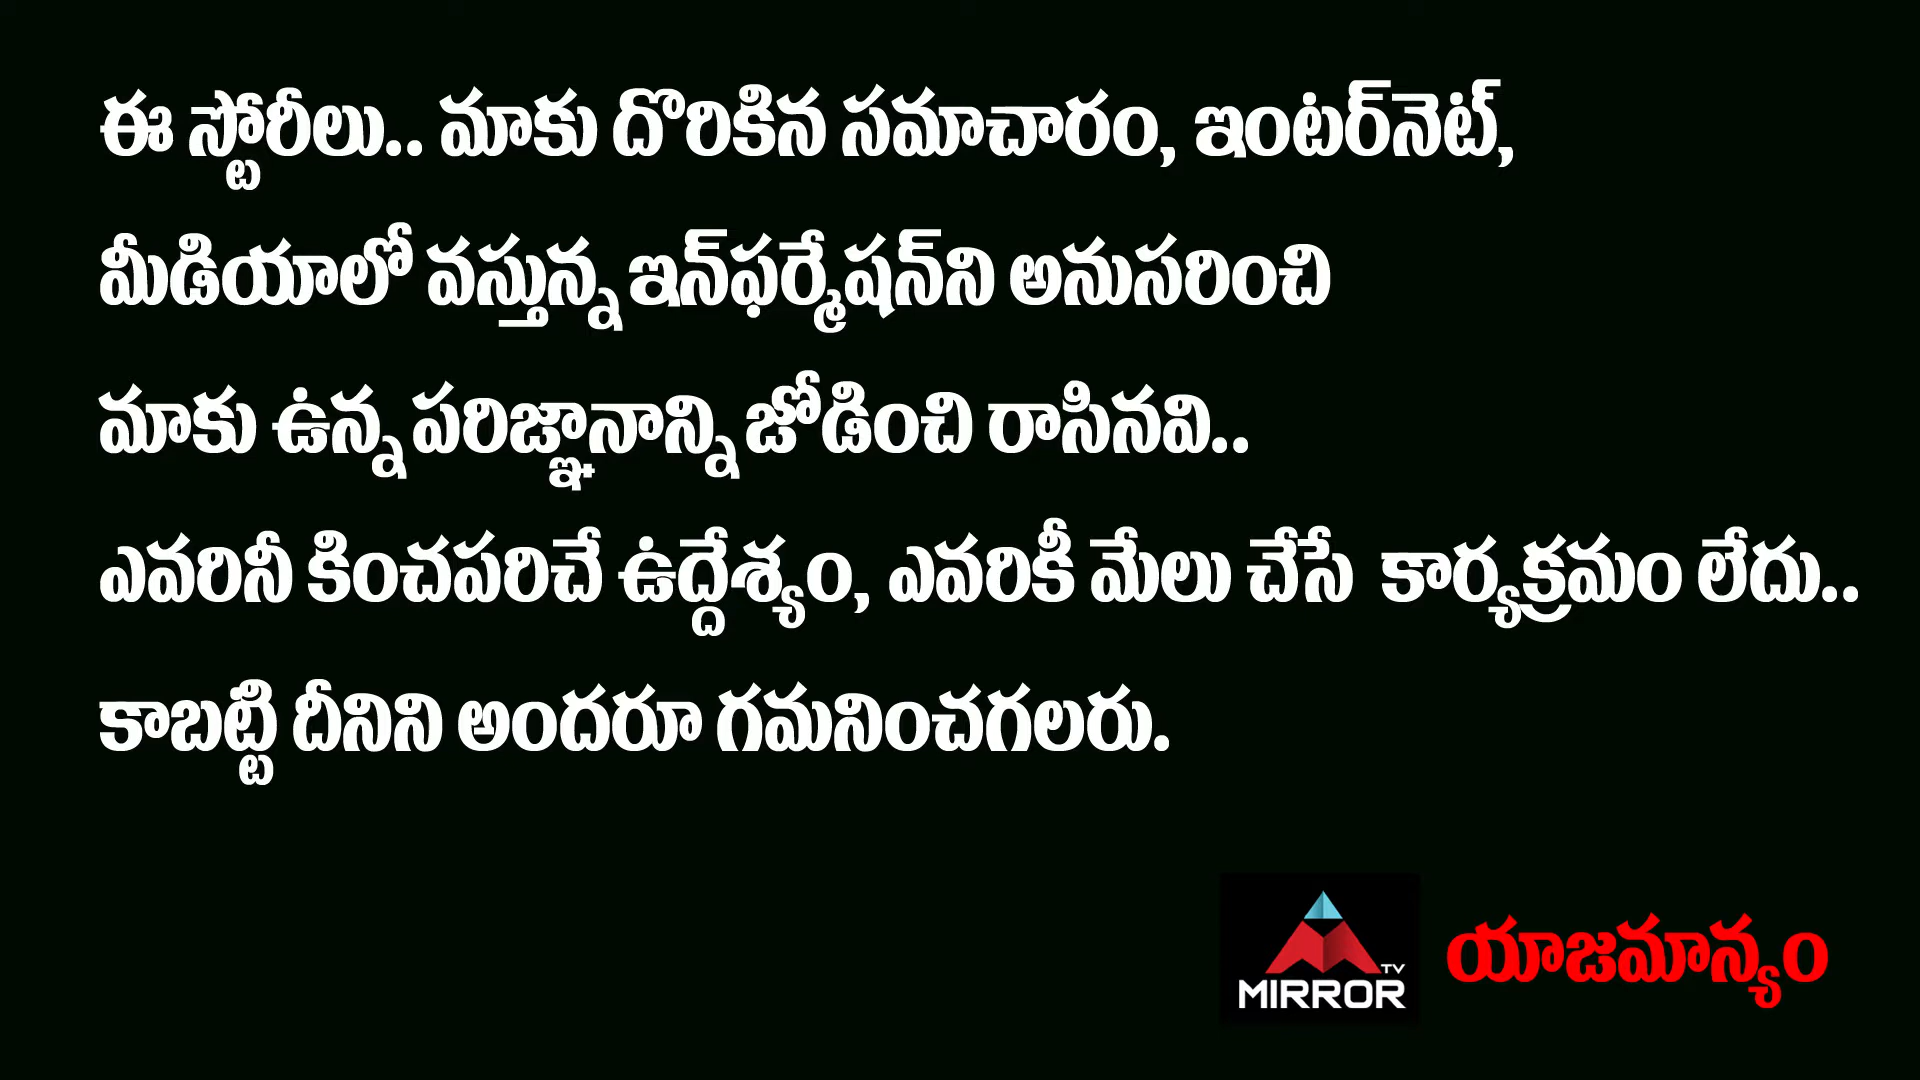 ఈ స్టోరీలు.. మాకు దొరికిన సమాచారం, ఇంటర్‌నెట్,
మీడియాలో వస్తున్న ఇన్‌ఫర్మేషన్‌ని అనుసరించి
మాకు ఉన్న పరిజ్ఞానాన్ని జోడించి రాసినవి..
ఎవరినీ కించపరిచే ఉద్దేశ్యం, ఎవరికీ మేలు చేసే కార్యక్రమం లేదు..
కాబట్టి దీనిని అందరూ గమనించగలరు.
TV
MIRROR
యాజమాన్యం